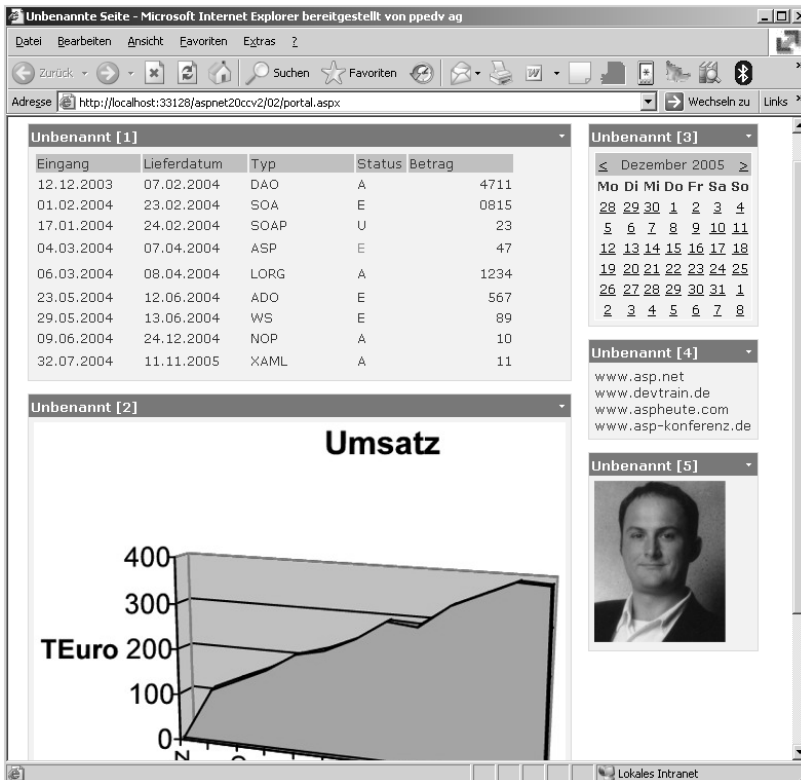 Unbenannte Seite - Microsoft Internet Explorer bereitgestellt von ppedv ag
Datei Bearbeiten Ansicht Favoriten Extras ?
Zurück Suchen Favoriten
Adresse http://localhost:33128/aspnet20ccv2/02/portal.aspx Wechseln zu Links
Unbenannt [1]
Eingang Lieferdatum Typ Status Betrag
12.12.2003 07.02.2004 DAO A 4711
01.02.2004 23.02.2004 SOA E 0815
17.01.2004 24.02.2004 SOAP U 23
04.03.2004 07.04.2004 ASP E 47
06.03.2004 08.04.2004 LORG A 1234
23.05.2004 12.06.2004 ADO E 567
29.05.2004 13.06.2004 WS E 89
09.06.2004 24.12.2004 NOP A 10
32.07.2004 11.11.2005 XAML A 11
Unbenannt [2]
Umsatz
400
300
TEuro 200
100
0
Unbenannt [3]
< Dezember 2005 >
Mo Di Mi Do Fr Sa So
28 29 30 1 2 3 4
5 6 7 8 9 10 11
12 13 14 15 16 17 18
19 20 21 22 23 24 25
26 27 28 29 30 31 1
2 3 4 5 6 7 8
Unbenannt [4]
www.asp.net
www.devtrain.de
www.aspheute.com
www.asp-konferenz.de
Unbenannt [5]
Lokales Intranet